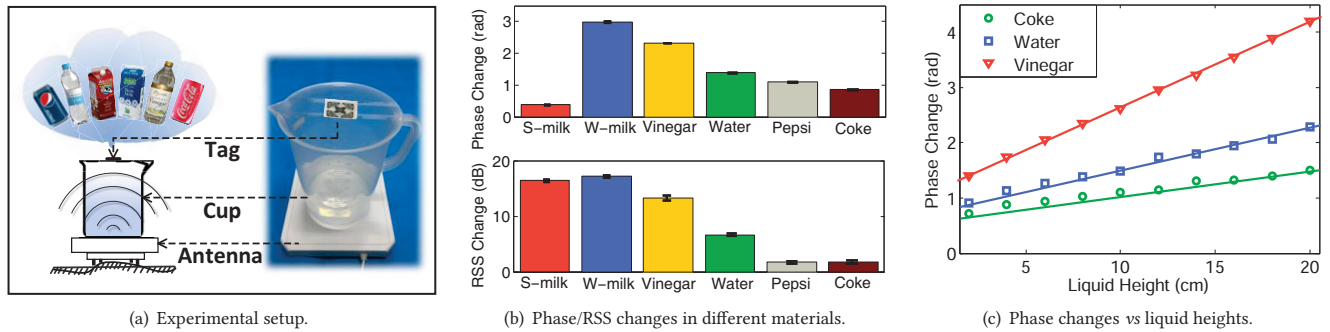 Tag
Cup
Antenna
(a) Experimental setup.
Phase Change (rad)
3
2
1
0
S-milk W-milk Vinegar Water Pepsi Coke
RSS Change (dB)
20
10
0
S-milk W-milk Vinegar Water Pepsi Coke
(b) Phase/RSS changes in different materials.
Phase Change (rad)
4
3
2
1
0
Coke
Water
Vinegar
5 10 15 20
Liquid Height (cm)
(c) Phase changes vs liquid heights.